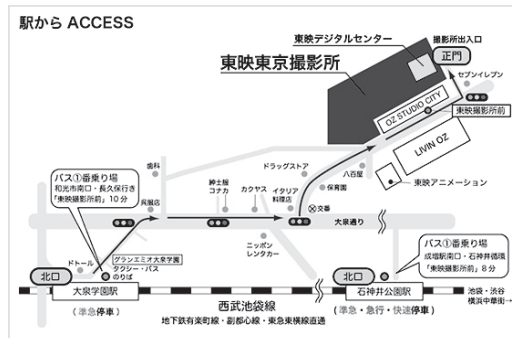 駅から ACCESS
撮影所出入口
東映デジタルセンター
正門
東映東京撮影所
セブンイレブン
OZ STUDIO CITY
東映撮影所前
LIVIN OZ
歯科
ドラッグストア
八百屋
バス①番乗り場
和光市南口・長久保行き
「東映撮影所前」10分
呉服店
紳士服
コナカ
カクヤス
イタリア
料理店
保育園
交番
東映アニメーション
大泉通り
ニッポン
レンタカー
バス①番乗り場
成増駅南口・石神井循環
「東映撮影所前」8分
ドトール
グランエミオ大泉学園
タクシー・バス
のりば
北口
北口
大泉学園駅
石神井公園駅
池袋・渋谷
横浜中華街→
西武池袋線
(準急停車)
(準急・急行・快速停車)
地下鉄有楽町線・副都心線・東急東横線直通